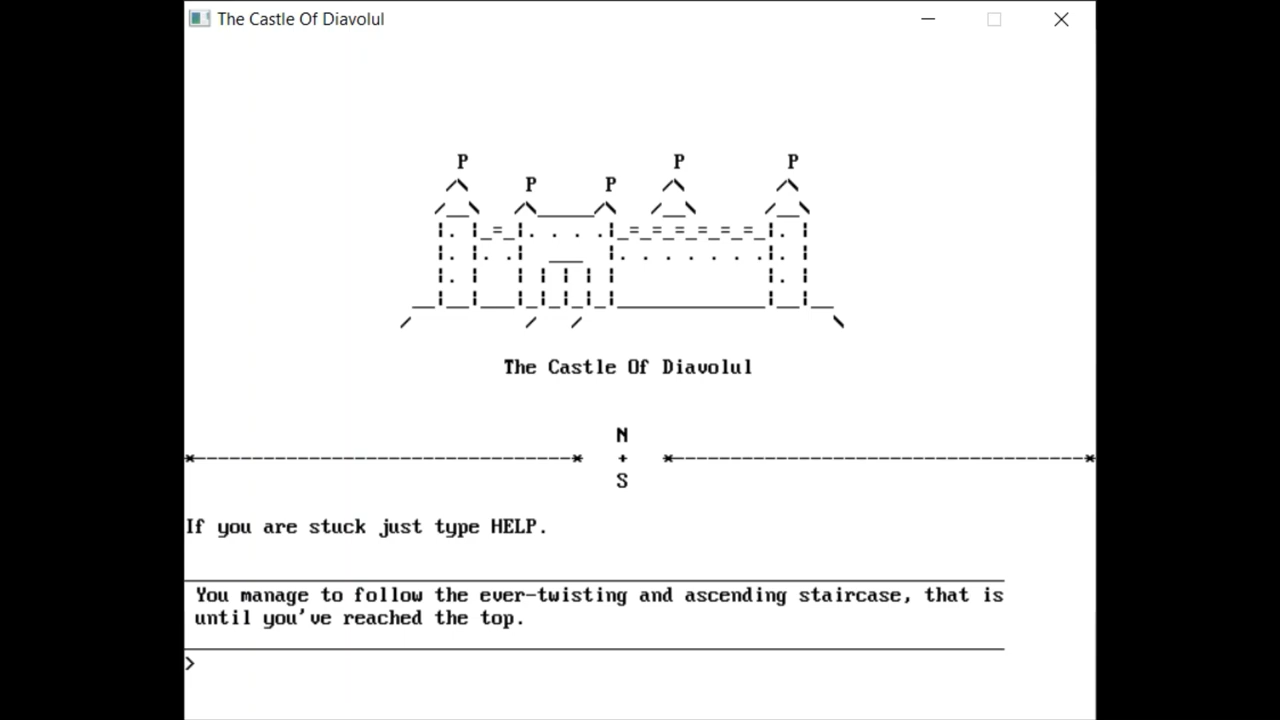 The Castle Of Diavolul
P P P
P P
The Castle Of Diavolul
N
S
If you are stuck just type HELP.
You manage to follow the ever-twisting and ascending staircase, that is
until you've reached the top.
>